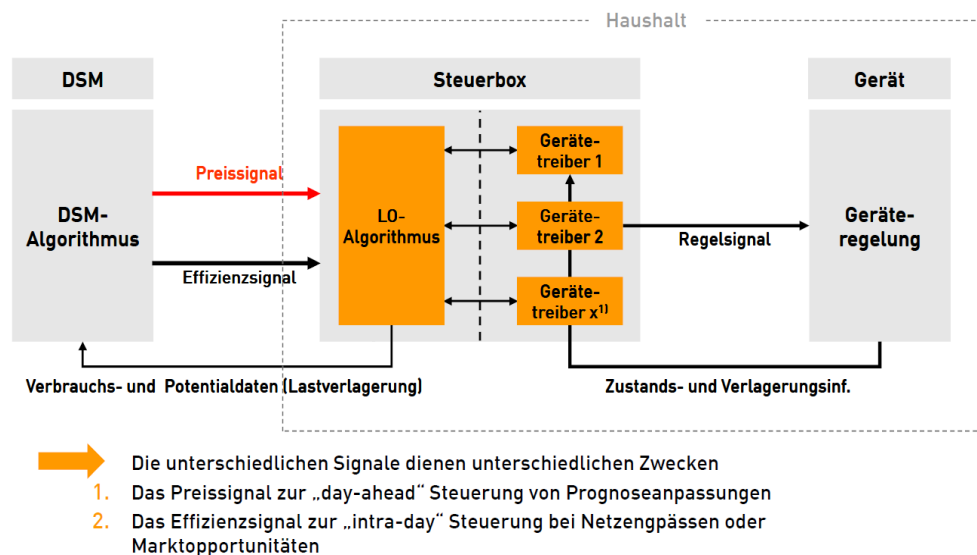 Haushalt
DSM
Steuerbox
Gerät
DSM-
Algorithmus
Preissignal
Effizienzsignal
LO-
Algorithmus
Geräte-
treiber 1
Geräte-
treiber 2
Geräte-
treiber x¹⁾
Regelsignal
Geräte-
regelung
Verbrauchs- und Potentialdaten (Lastverlagerung)
Zustands- und Verlagerungsinf.
Die unterschiedlichen Signale dienen unterschiedlichen Zwecken
1. Das Preissignal zur „day-ahead“ Steuerung von Prognoseanpassungen
2. Das Effizienzsignal zur „intra-day“ Steuerung bei Netzengpässen oder
Marktopportunitäten